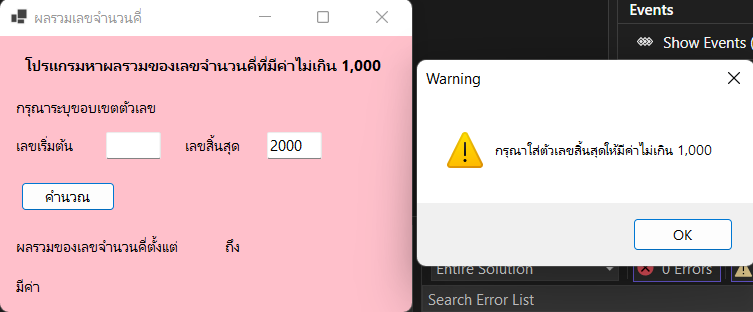 ผลรวมเลขจำนวนคี่
โปรแกรมหาผลรวมของเลขจำนวนคี่ที่มีค่าไม่เกิน 1,000
กรุณาระบุขอบเขตตัวเลข
เลขเริ่มต้น เลขสิ้นสุด 2000
คำนวณ
ผลรวมของเลขจำนวนคี่ตั้งแต่ ถึง
มีค่า
Events
Show Events (
Warning
กรุณาใส่ตัวเลขสิ้นสุดให้มีค่าไม่เกิน 1,000
OK
Entire Solution 0 Errors
Search Error List